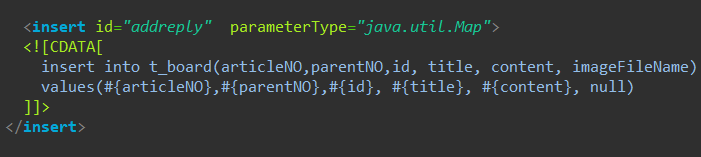 <insert id="addreply"  parameterType="java.util.Map">
<![CDATA[
insert into t_board(articleNO,parentNO,id, title, content, imageFileName)
values(#{articleNO},#{parentNO},#{id}, #{title}, #{content}, null)
]]>
</insert>